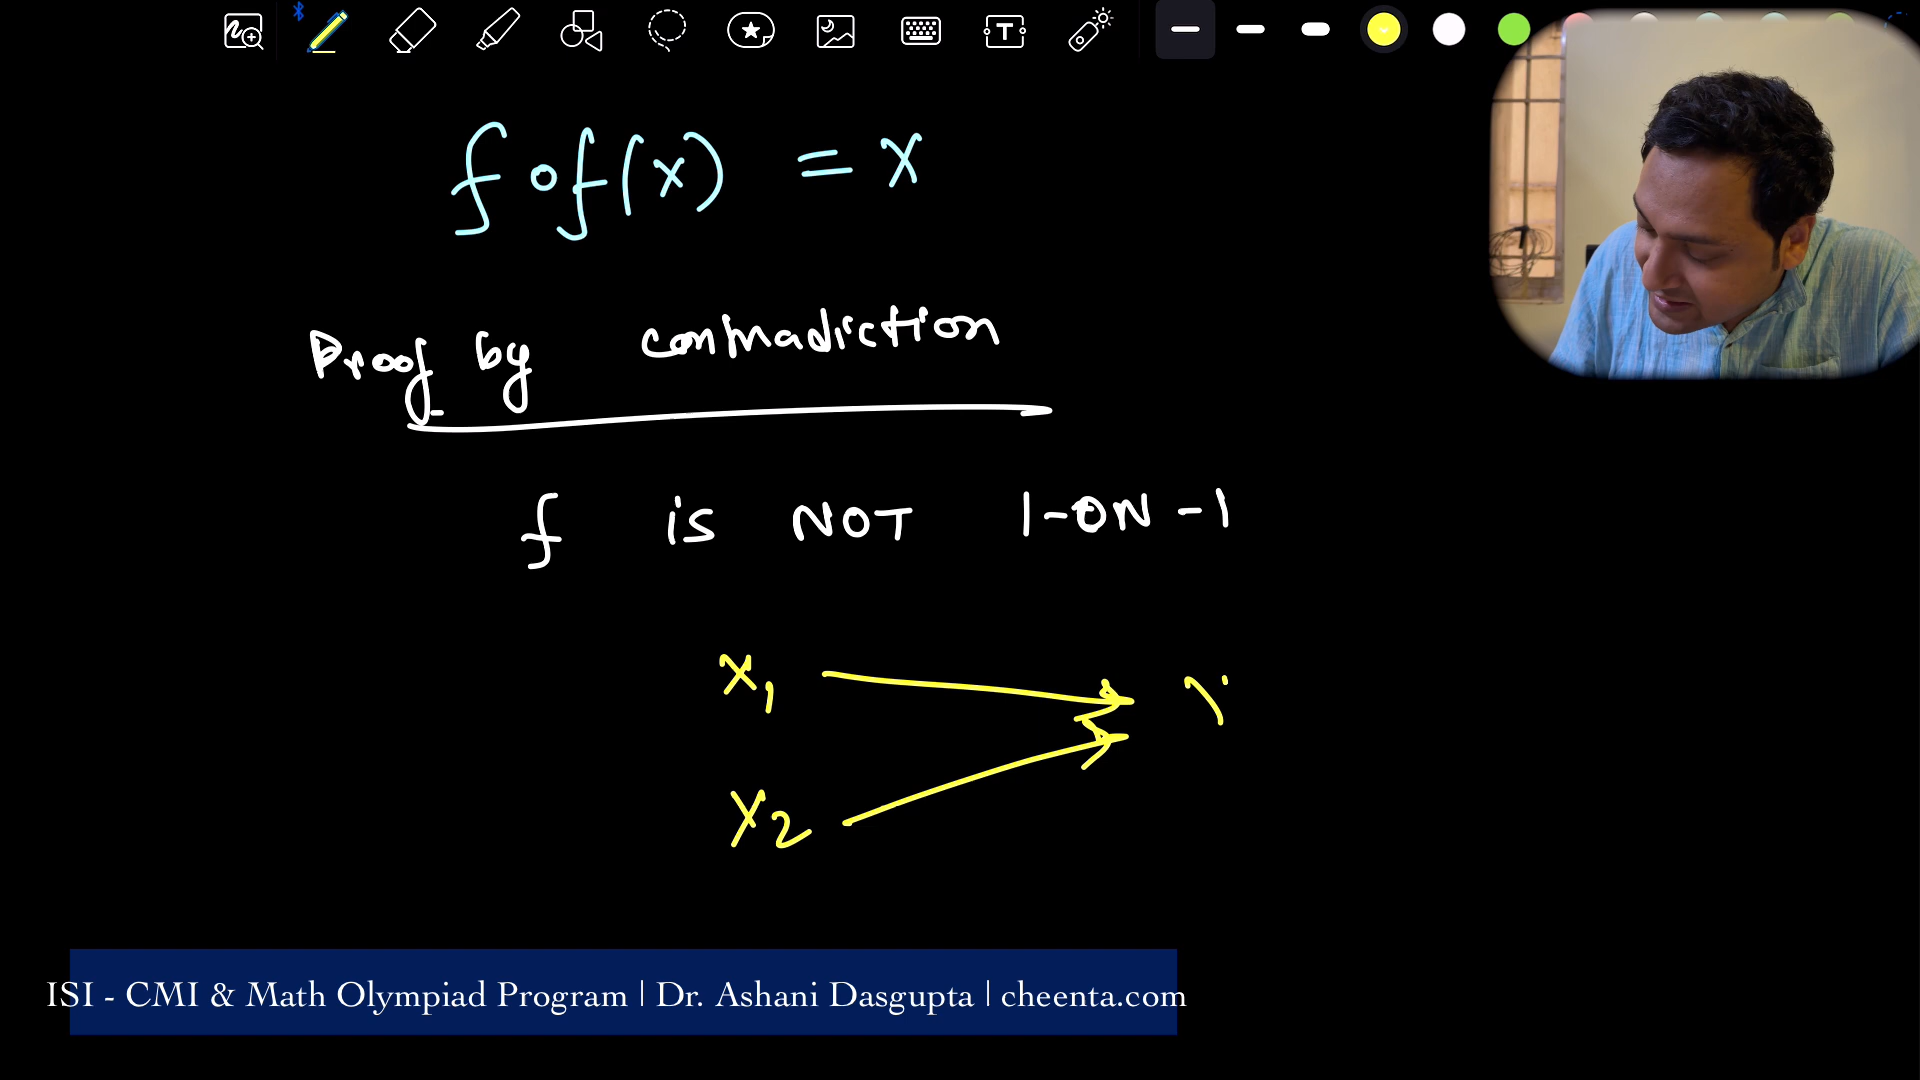 fof(x) = x
Proof by contradiction
f is NOT 1-ON-1
x1
x2
ISI - CMI & Math Olympiad Program | Dr. Ashani Dasgupta | cheenta.com